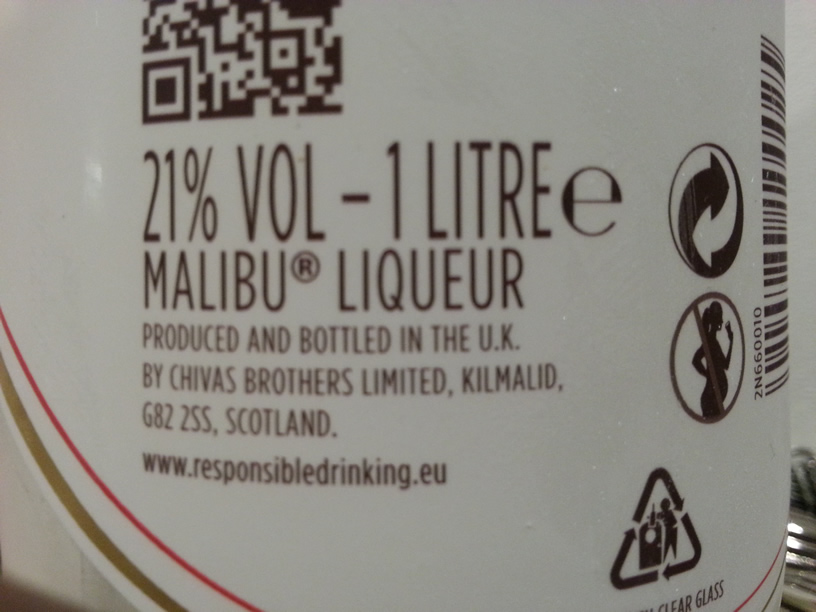 21% VOL – 1 LITRE ℮
MALIBU® LIQUEUR
PRODUCED AND BOTTLED IN THE U.K.
BY CHIVAS BROTHERS LIMITED, KILMALID,
G82 2SS, SCOTLAND.
www.responsibledrinking.eu
2N660010
CLEAR GLASS